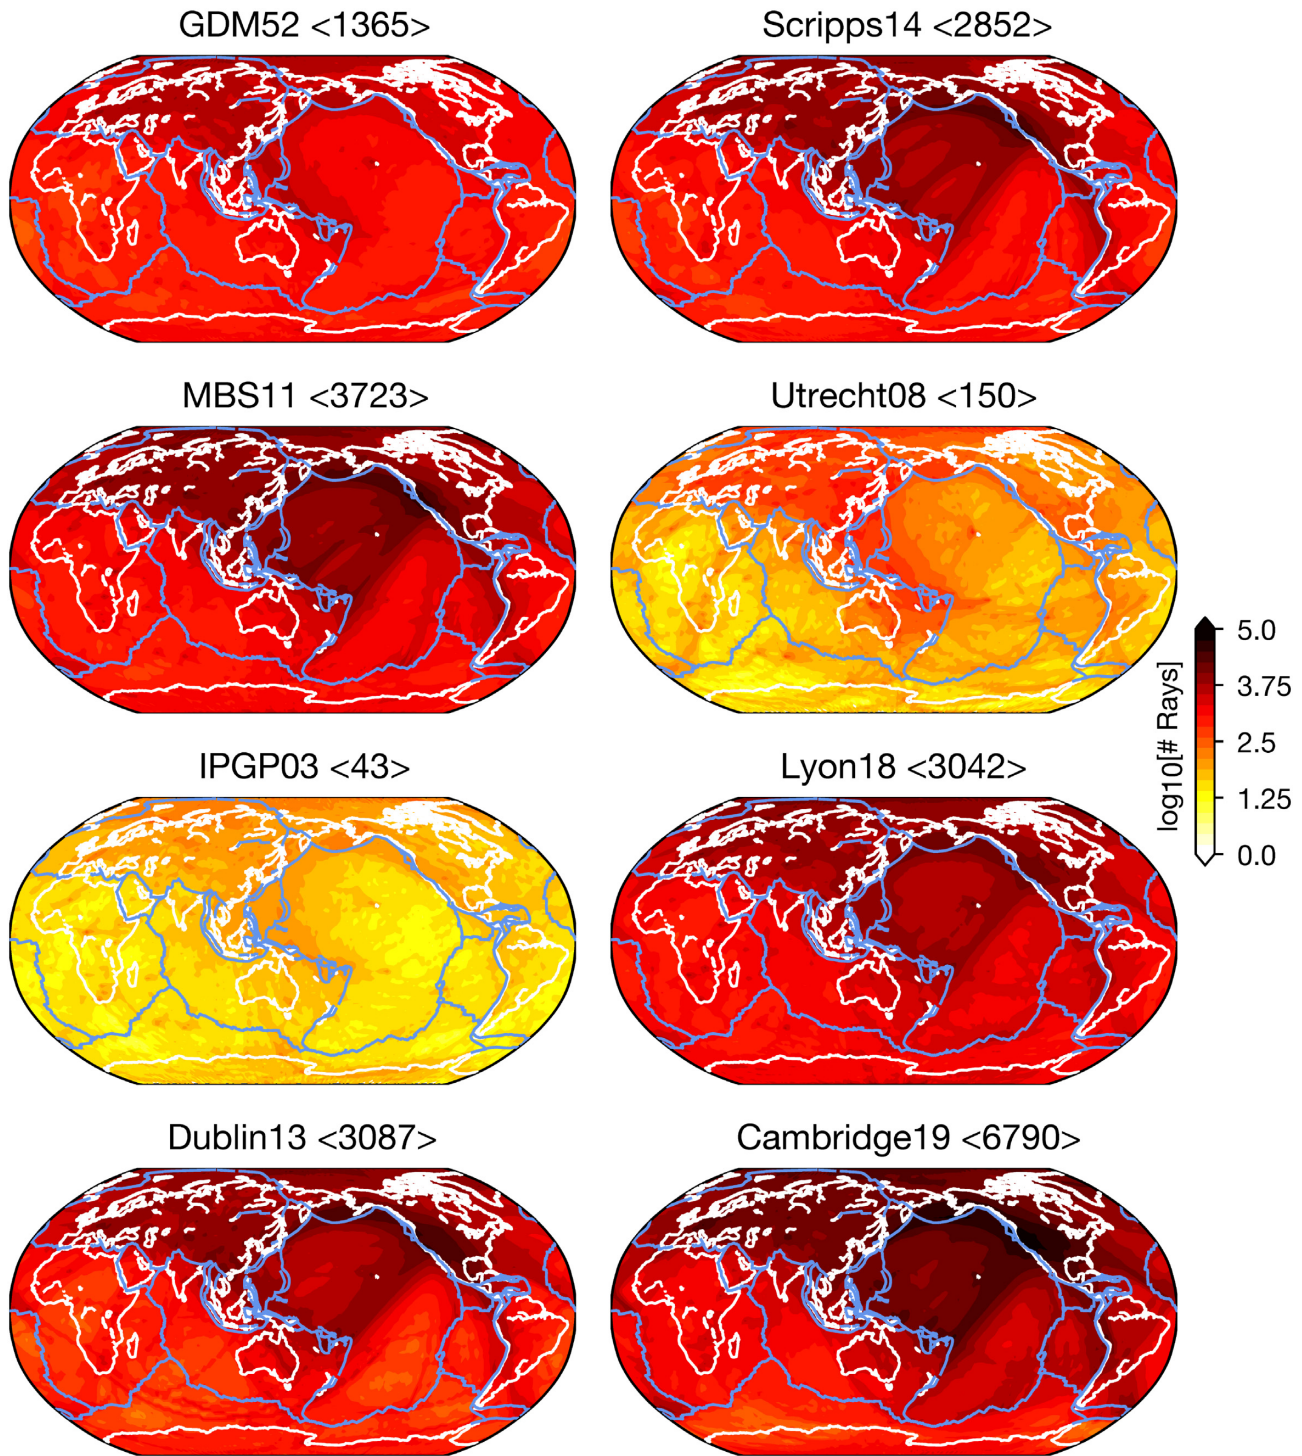 GDM52 <1365>
Scripps14 <2852>
MBS11 <3723>
Utrecht08 <150>
IPGP03 <43>
Lyon18 <3042>
Dublin13 <3087>
Cambridge19 <6790>
log10[# Rays]
5.0
3.75
2.5
1.25
0.0